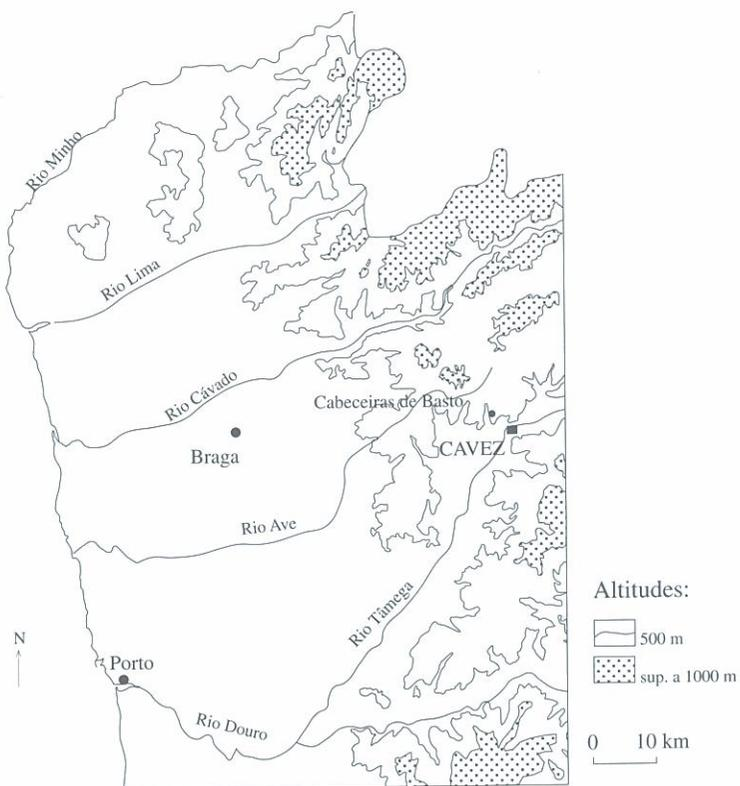 Rio Minho
Rio Lima
Rio Cávado
Cabeceiras de Basto
Braga
CAVEZ
Rio Ave
Rio Tâmega
Altitudes:
500 m
sup. a 1000 m
N
Porto
Rio Douro
0 10 km